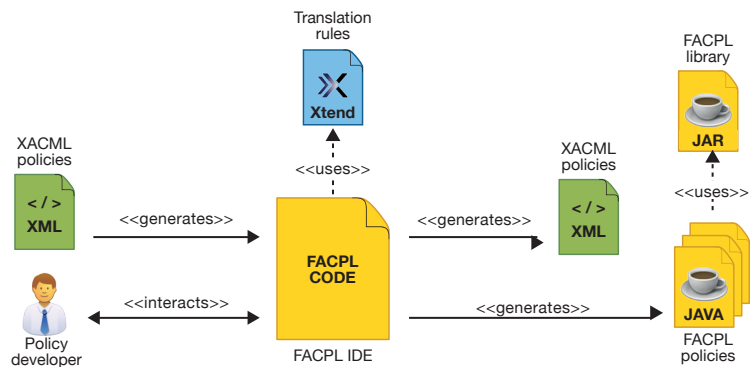 Translation
rules
Xtend
<<uses>>
FACPL
library
JAR
<<uses>>
XACML
policies
</>
XML
<<generates>>
FACPL
CODE
<<generates>>
XACML
policies
</>
XML
Policy
developer
<<interacts>>
FACPL IDE
<<generates>>
JAVA
FACPL
policies